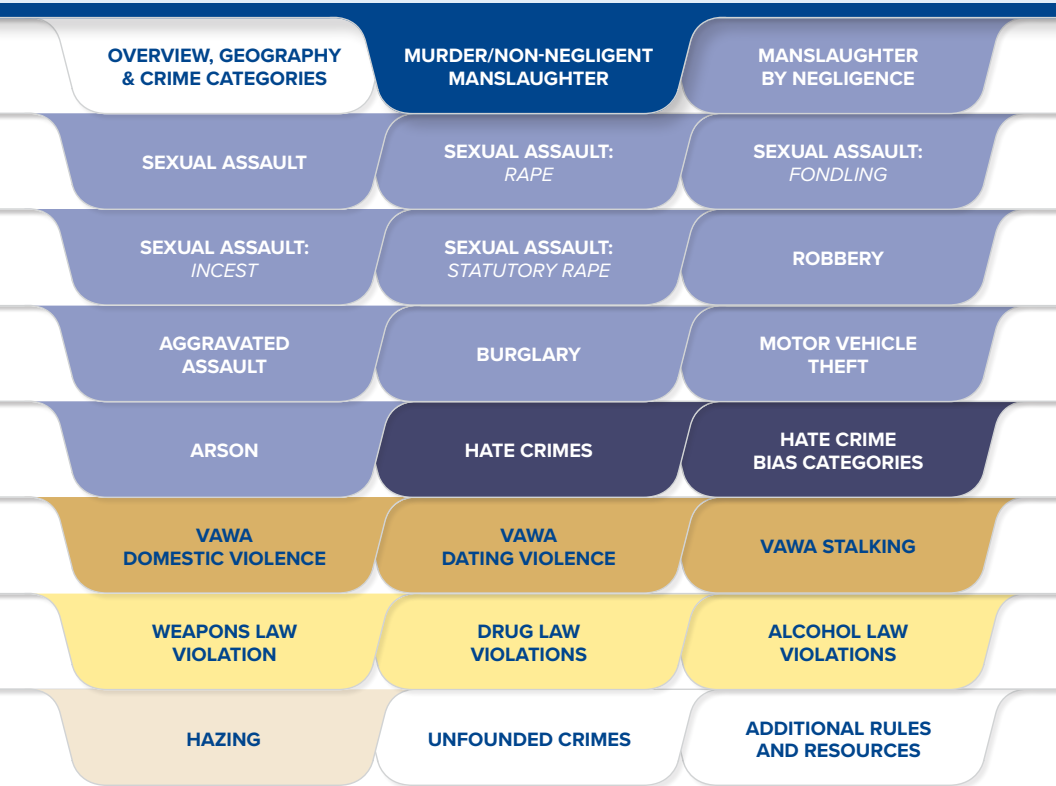 OVERVIEW, GEOGRAPHY
& CRIME CATEGORIES
MURDER/NON-NEGLIGENT
MANSLAUGHTER
MANSLAUGHTER
BY NEGLIGENCE
SEXUAL ASSAULT
SEXUAL ASSAULT:
RAPE
SEXUAL ASSAULT:
FONDLING
SEXUAL ASSAULT:
INCEST
SEXUAL ASSAULT:
STATUTORY RAPE
ROBBERY
AGGRAVATED
ASSAULT
BURGLARY
MOTOR VEHICLE
THEFT
ARSON
HATE CRIMES
HATE CRIME
BIAS CATEGORIES
VAWA
DOMESTIC VIOLENCE
VAWA
DATING VIOLENCE
VAWA STALKING
WEAPONS LAW
VIOLATION
DRUG LAW
VIOLATIONS
ALCOHOL LAW
VIOLATIONS
HAZING
UNFOUNDED CRIMES
ADDITIONAL RULES
AND RESOURCES